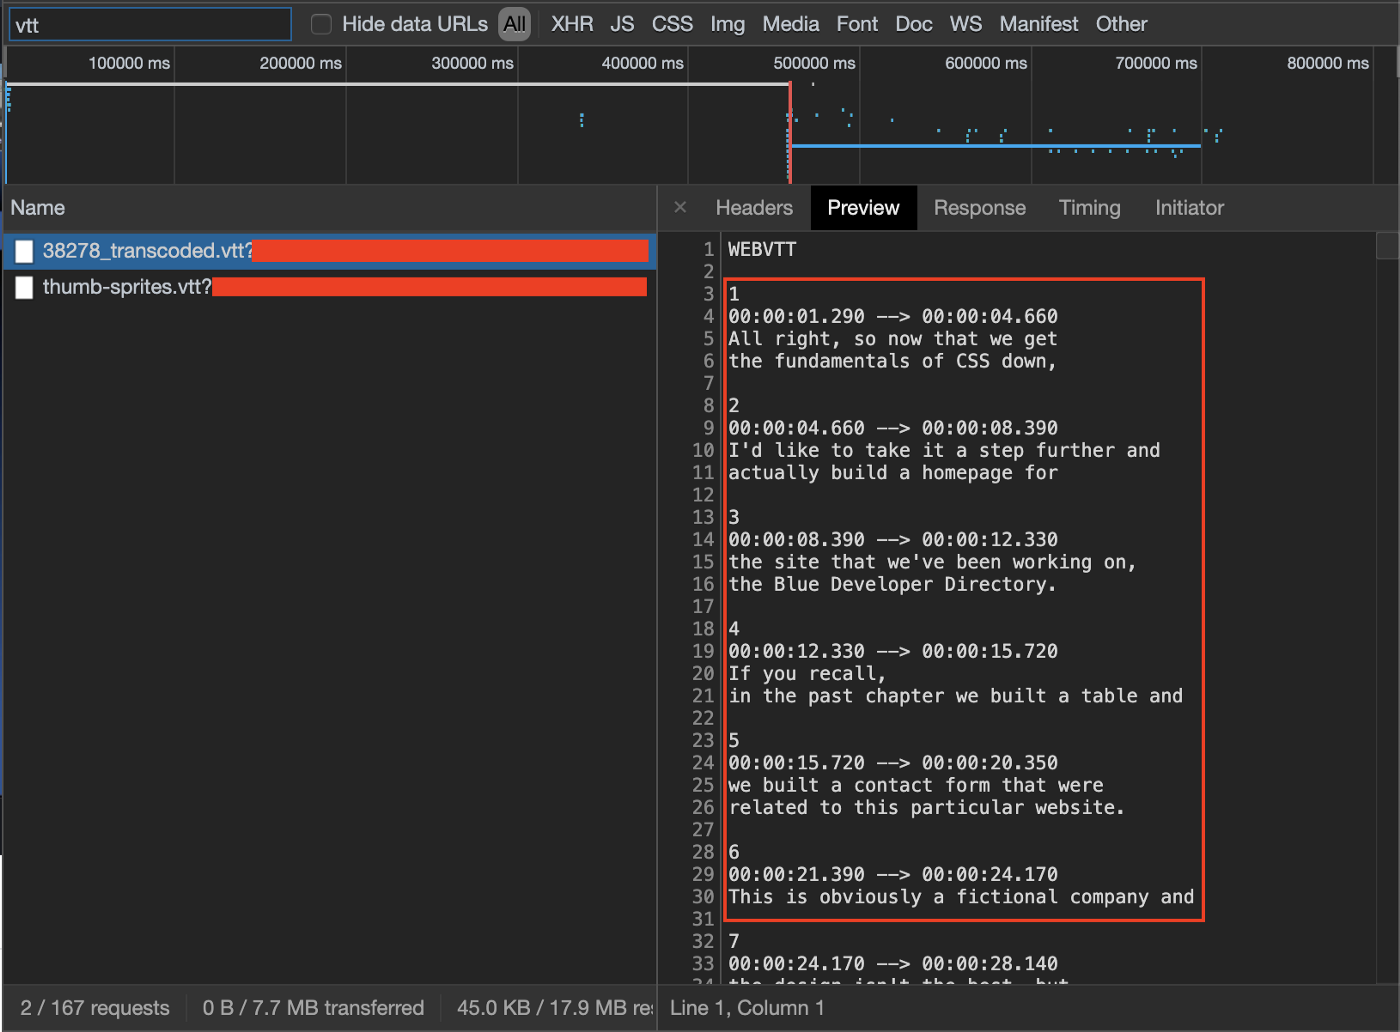 vtt
Hide data URLs All XHR JS CSS Img Media Font Doc WS Manifest Other
100000 ms 200000 ms 300000 ms 400000 ms 500000 ms 600000 ms 700000 ms 800000 ms
Name
38278_transcoded.vtt?
thumb-sprites.vtt?
× Headers Preview Response Timing Initiator
1 WEBVTT
2
3 1
4 00:00:01.290 --> 00:00:04.660
5 All right, so now that we get
6 the fundamentals of CSS down,
7
8 2
9 00:00:04.660 --> 00:00:08.390
10 I'd like to take it a step further and
11 actually build a homepage for
12
13 3
14 00:00:08.390 --> 00:00:12.330
15 the site that we've been working on,
16 the Blue Developer Directory.
17
18 4
19 00:00:12.330 --> 00:00:15.720
20 If you recall,
21 in the past chapter we built a table and
22
23 5
24 00:00:15.720 --> 00:00:20.350
25 we built a contact form that were
26 related to this particular website.
27
28 6
29 00:00:21.390 --> 00:00:24.170
30 This is obviously a fictional company and
31
32 7
33 00:00:24.170 --> 00:00:28.140
34 the design isn't the best, but
2 / 167 requests 0 B / 7.7 MB transferred 45.0 KB / 17.9 MB re
Line 1, Column 1